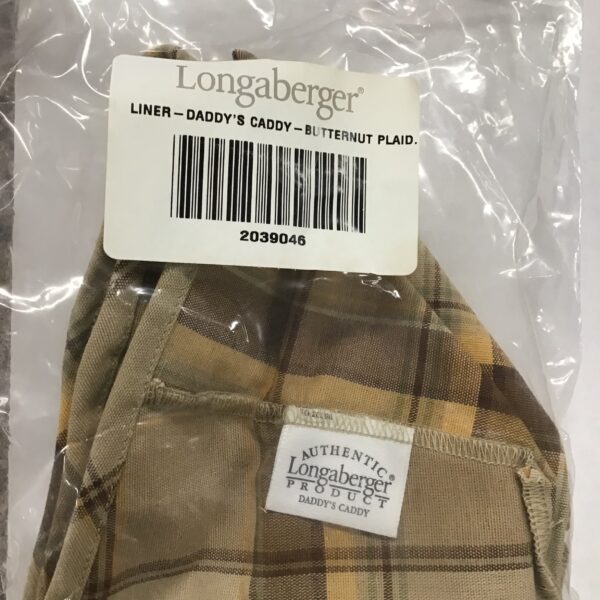 Longaberger®
LINER – DADDY'S CADDY – BUTTERNUT PLAID.
2039046
AUTHENTIC
Longaberger®
PRODUCT
DADDY'S CADDY